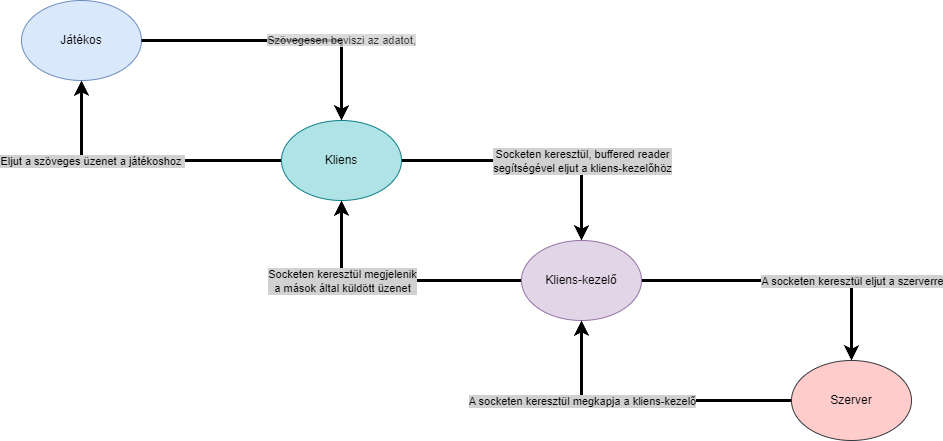 Játékos
Szövegesen beviszi az adatot,
Eljut a szöveges üzenet a játékoshoz
Kliens
Socketen keresztül, buffered reader
segítségével eljut a kliens-kezelőhöz
Socketen keresztül megjelenik
a mások által küldött üzenet
Kliens-kezelő
A socketen keresztül eljut a szerverre
A socketen keresztül megkapja a kliens-kezelő
Szerver